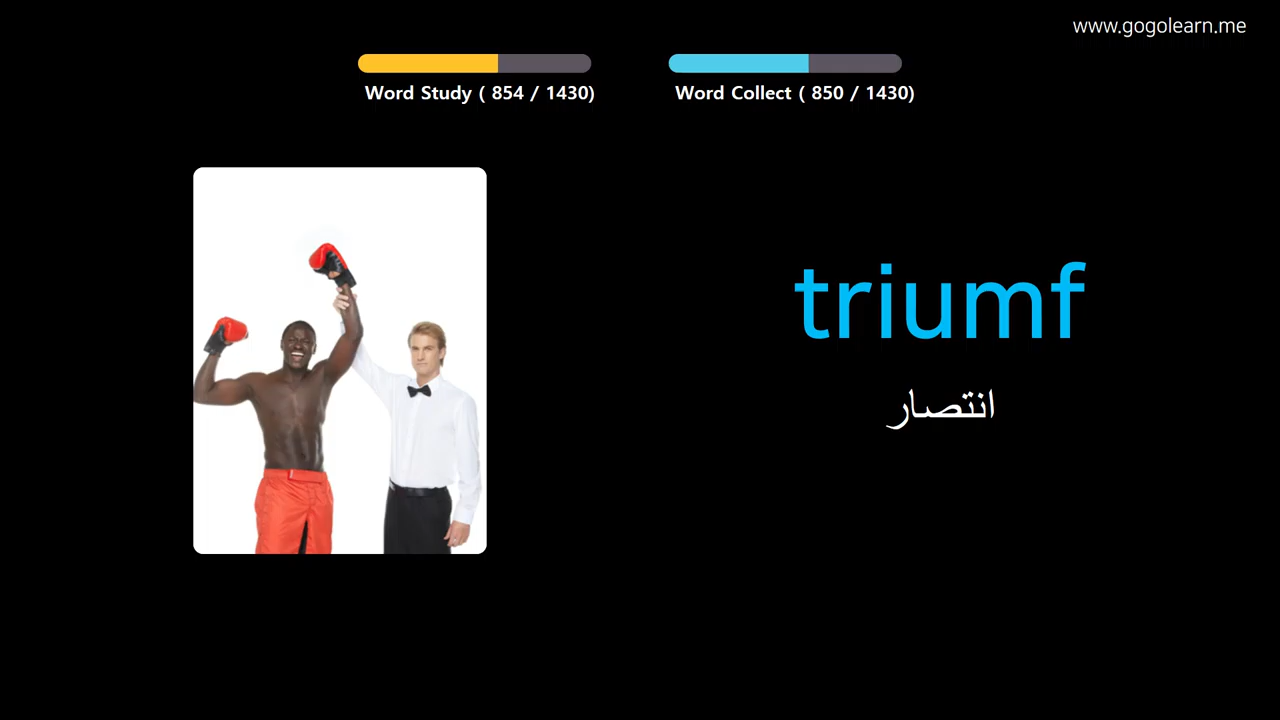 www.gogolearn.me
Word Study ( 854 / 1430)
Word Collect ( 850 / 1430)
triumf
انتصار